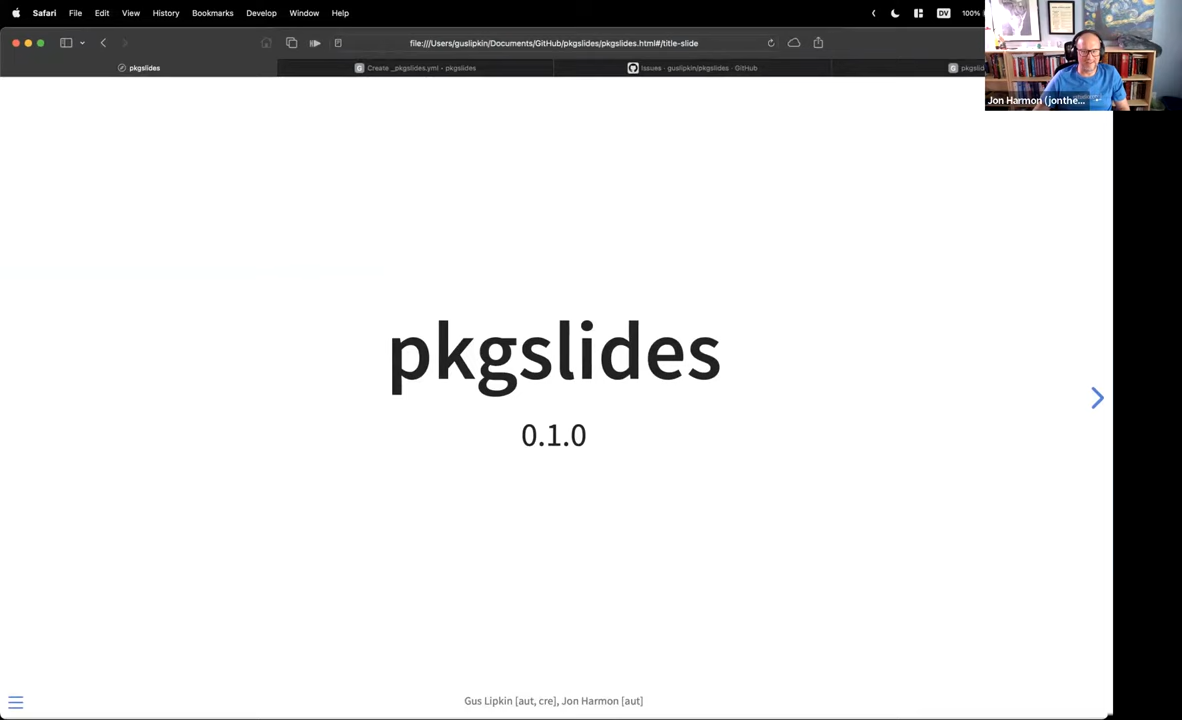 Safari File Edit View History Bookmarks Develop Window Help DV 100%
file:///Users/guslipkin/Documents/GitHub/pkgslides/pkgslides.html#/title-slide
pkgslides
G Create _pkgslides.yml • pkgslides
Issues · guslipkin/pkgslides · GitHub
G pkgslid
Jon Harmon (jonthe...
pkgslides
0.1.0
Gus Lipkin [aut, cre], Jon Harmon [aut]